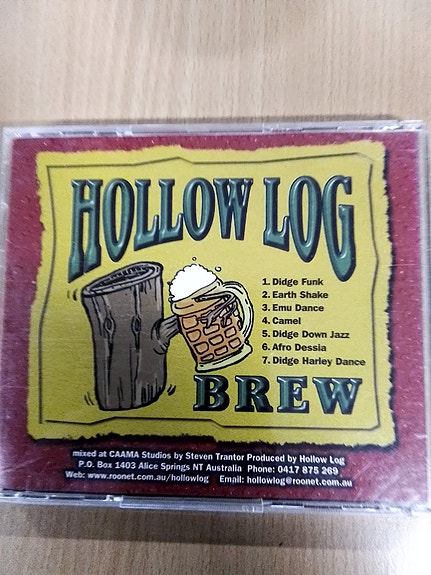 HOLLOW LOG
1. Didge Funk
2. Earth Shake
3. Emu Dance
4. Camel
5. Didge Down Jazz
6. Afro Dessia
7. Didge Harley Dance
BREW
mixed at CAAMA Studios by Steven Trantor Produced by Hollow Log
P.O. Box 1403 Alice Springs NT Australia Phone: 0417 875 269
Web: www.roonet.com.au/hollowlog Email: hollowlog@roonet.com.au